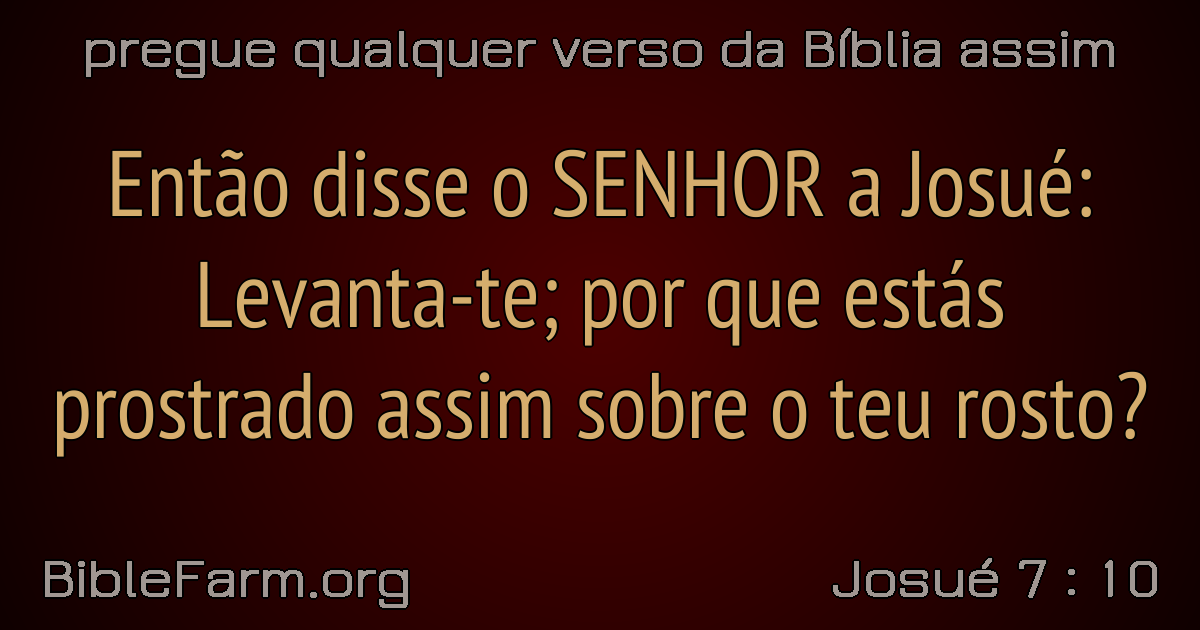 pregue qualquer verso da Bíblia assim
Então disse o SENHOR a Josué:
Levanta-te; por que estás
prostrado assim sobre o teu rosto?
BibleFarm.org
Josué 7 : 10